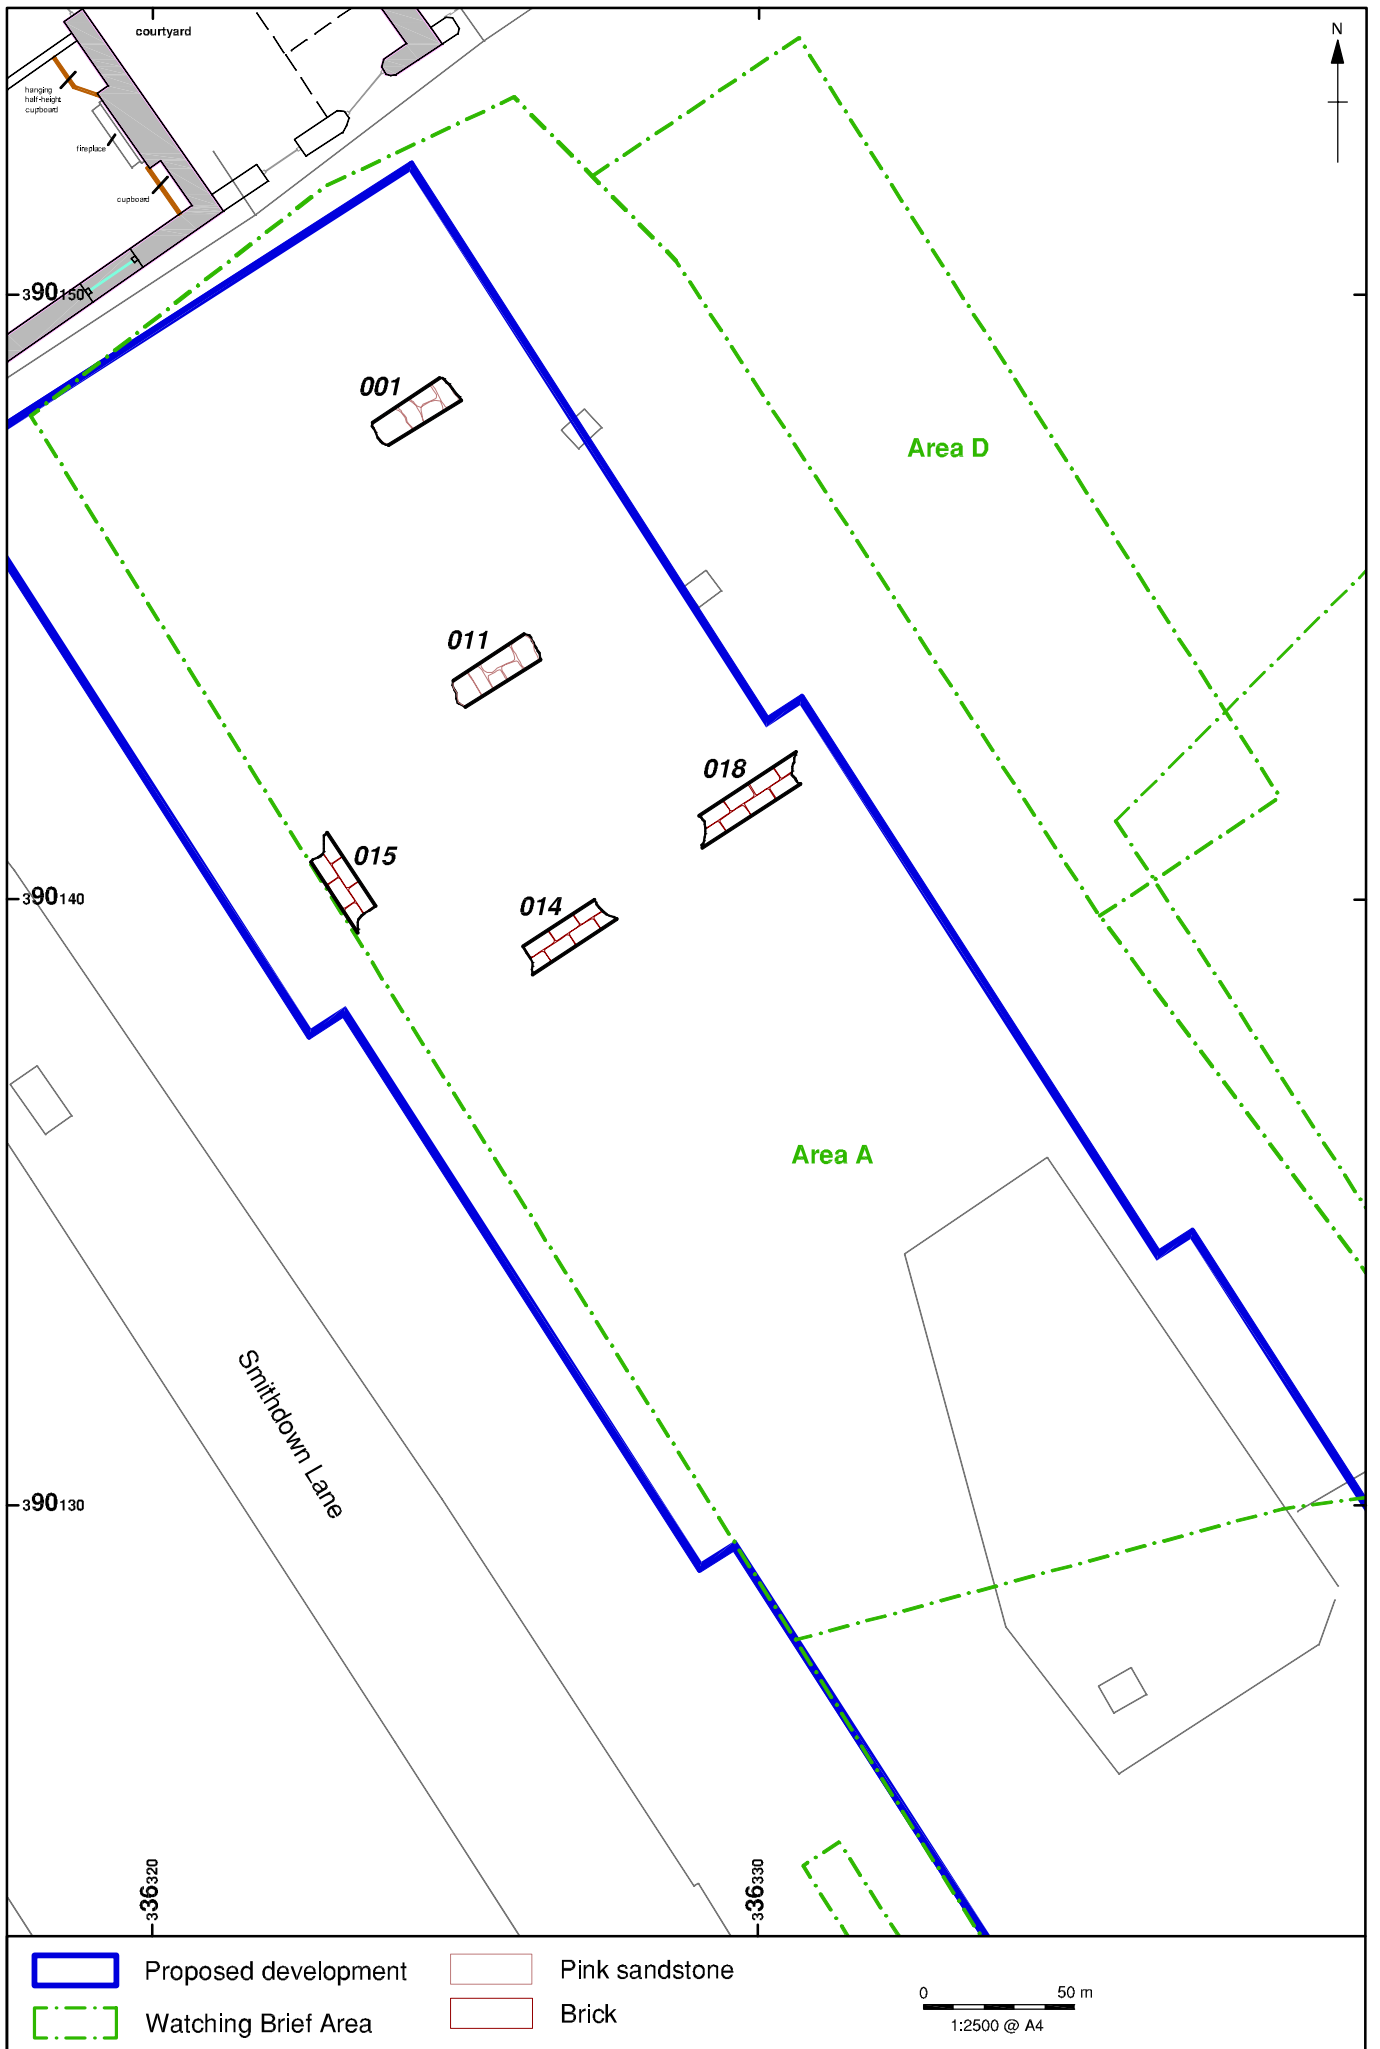 courtyard
N
hanging
half-height
cupboard
fireplace
cupboard
390150
001
Area D
011
018
015
390140
014
Area A
Smithdown Lane
390130
336320
336330
Proposed development
Pink sandstone
0 50 m
Watching Brief Area
Brick
1:2500 @ A4